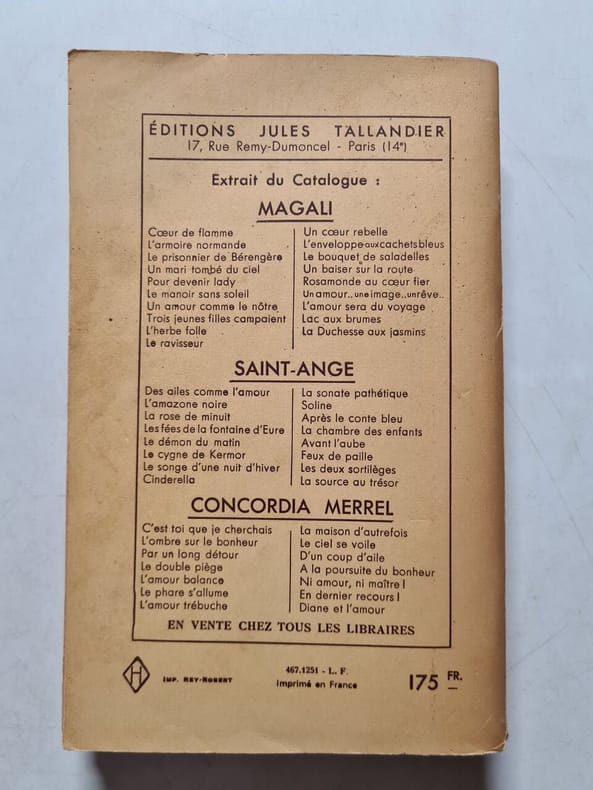 ÉDITIONS JULES TALLANDIER
17, Rue Remy-Dumoncel - Paris (14e)
Extrait du Catalogue :
MAGALI
Cœur de flamme
L'armoire normande
Le prisonnier de Bérengère
Un mari tombé du ciel
Pour devenir lady
Le manoir sans soleil
Un amour comme le nôtre
Trois jeunes filles campaient
L'herbe folle
Le ravisseur
Un cœur rebelle
L'enveloppe aux cachets bleus
Le bouquet de saladelles
Un baiser sur la route
Rosamonde au cœur fier
Un amour.. une image.. un rêve..
L'amour sera du voyage
Lac aux brumes
La Duchesse aux jasmins
SAINT-ANGE
Des ailes comme l'amour
L'amazone noire
La rose de minuit
Les fées de la fontaine d'Eure
Le démon du matin
Le cygne de Kermor
Le songe d'une nuit d'hiver
Cinderella
La sonate pathétique
Soline
Après le conte bleu
La chambre des enfants
Avant l'aube
Feux de paille
Les deux sortilèges
La source au trésor
CONCORDIA MERREL
C'est toi que je cherchais
L'ombre sur le bonheur
Par un long détour
Le double piège
L'amour balance
Le phare s'allume
L'amour trébuche
La maison d'autrefois
Le ciel se voile
D'un coup d'aile
A la poursuite du bonheur
Ni amour, ni maître !
En dernier recours !
Diane et l'amour
EN VENTE CHEZ TOUS LES LIBRAIRES
H
IMP. REY-ROBERT
467.1251 - L. F.
Imprimé en France
175 FR.